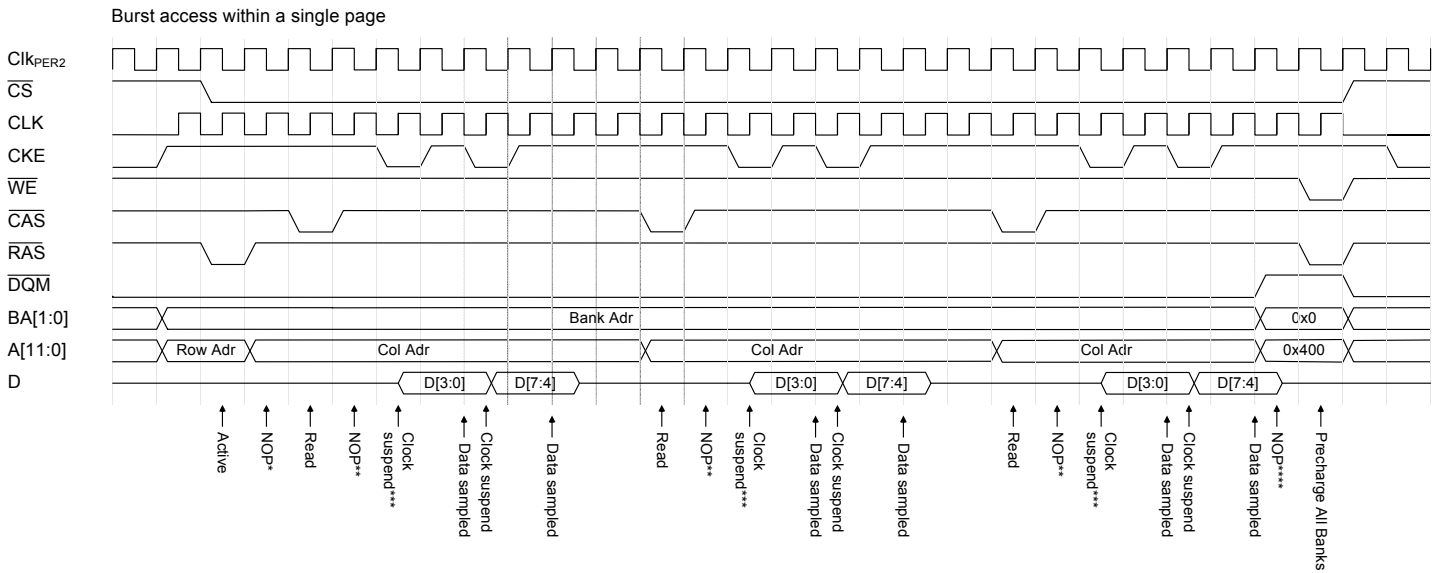 Burst access within a single page
ClkPER2
CS
CLK
CKE
WE
CAS
RAS
DQM
BA[1:0] Bank Adr 0x0
A[11:0] Row Adr Col Adr Col Adr Col Adr 0x400
D D[3:0] D[7:4] D[3:0] D[7:4] D[3:0] D[7:4]
Active
NOP*
Read
NOP**
Clock
suspend***
Data sampled
Clock suspend
Data sampled
Read
NOP**
Clock
suspend***
Data sampled
Clock suspend
Data sampled
Read
NOP**
Clock
suspend***
Data sampled
Clock suspend
Data sampled
NOP****
Precharge All Banks